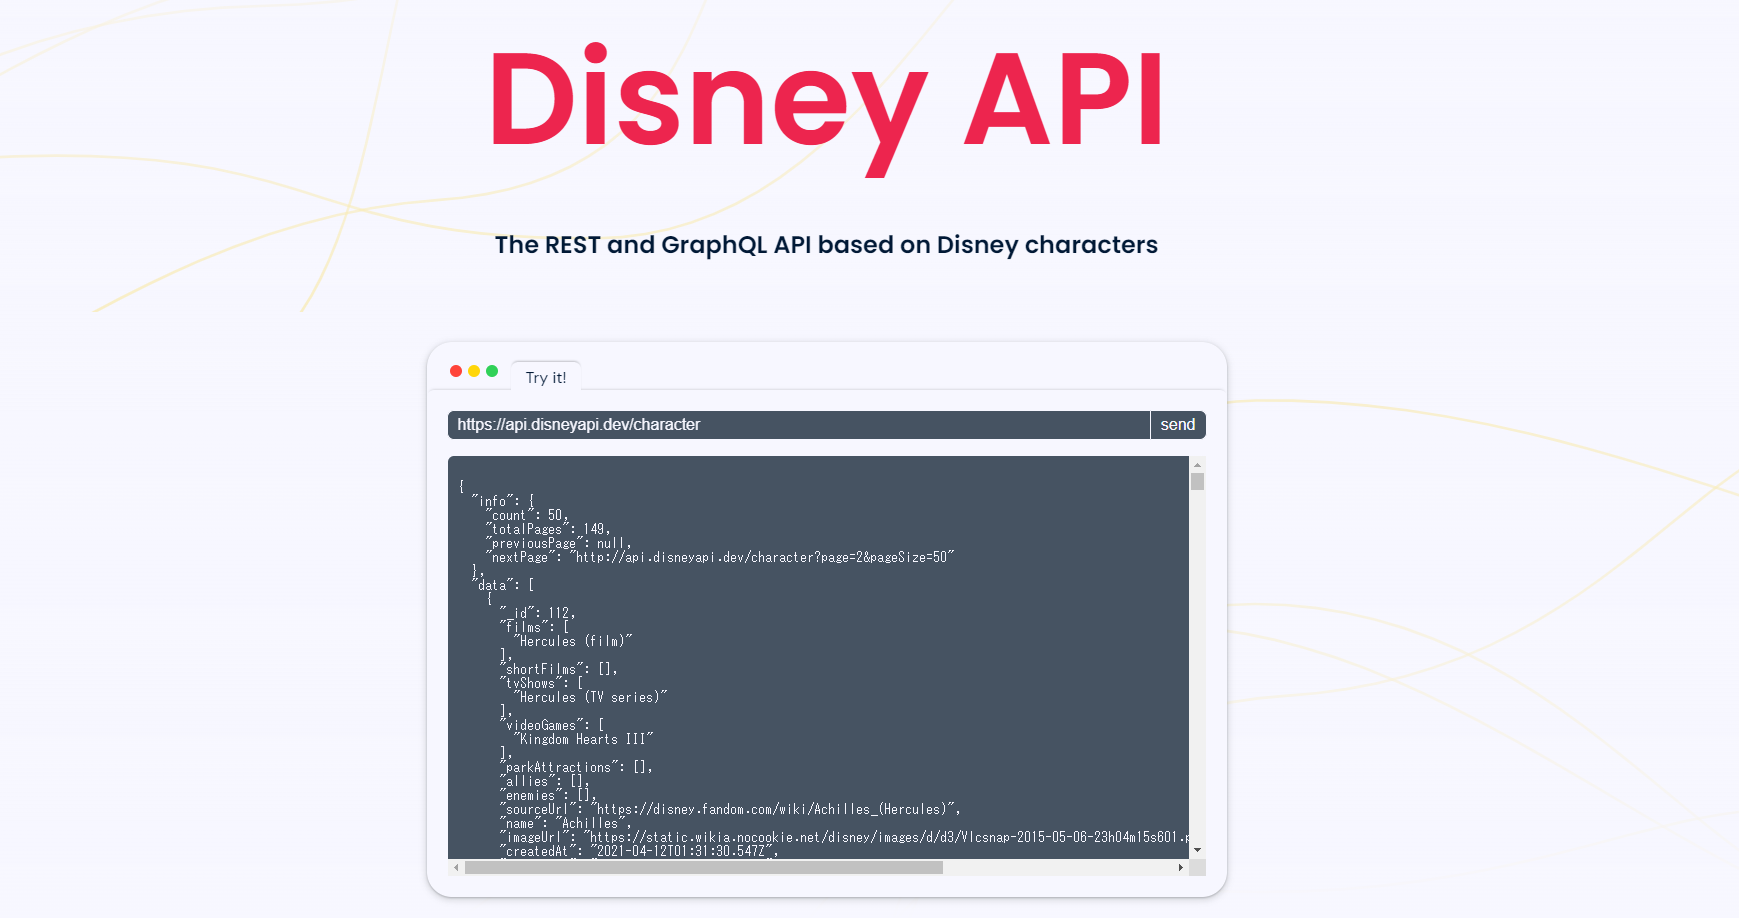 Disney API
The REST and GraphQL API based on Disney characters
Try it!
https://api.disneyapi.dev/character
send
{
"info": {
"count": 50,
"totalPages": 149,
"previousPage": null,
"nextPage": "http://api.disneyapi.dev/character?page=2&pageSize=50"
},
"data": [
{
"_id": 112,
"films": [
"Hercules (film)"
],
"shortFilms": [],
"tvShows": [
"Hercules (TV series)"
],
"videoGames": [
"Kingdom Hearts III"
],
"parkAttractions": [],
"allies": [],
"enemies": [],
"sourceUrl": "https://disney.fandom.com/wiki/Achilles_(Hercules)",
"name": "Achilles",
"imageUrl": "https://static.wikia.nocookie.net/disney/images/d/d3/Vlcsnap-2015-05-06-23h04m15s601.p
"createdAt": "2021-04-12T01:31:30.547Z",